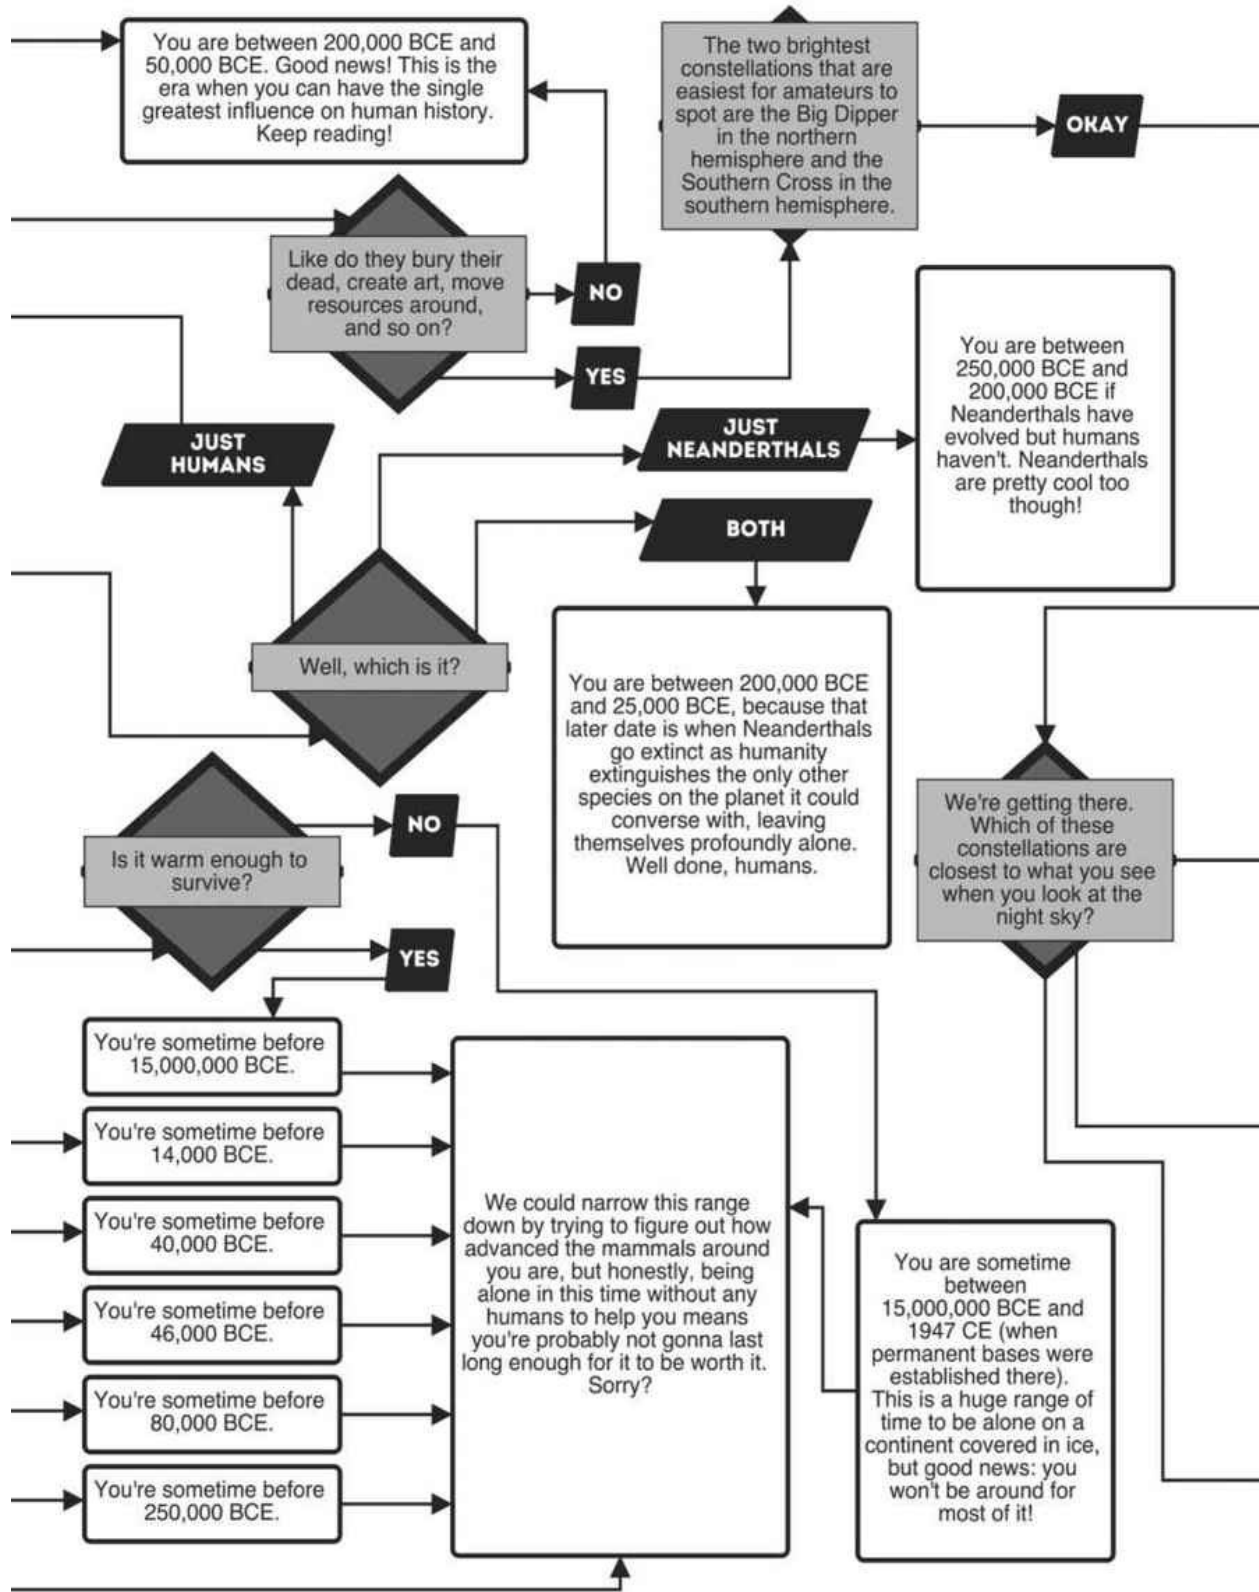 You are between 200,000 BCE and
50,000 BCE. Good news! This is the
era when you can have the single
greatest influence on human history.
Keep reading!
The two brightest
constellations that are
easiest for amateurs to
spot are the Big Dipper
in the northern
hemisphere and the
Southern Cross in the
southern hemisphere.
OKAY
Like do they bury their
dead, create art, move
resources around,
and so on?
NO
YES
JUST
HUMANS
JUST
NEANDERTHALS
You are between
250,000 BCE and
200,000 BCE if
Neanderthals have
evolved but humans
haven't. Neanderthals
are pretty cool too
though!
BOTH
Well, which is it?
You are between 200,000 BCE
and 25,000 BCE, because that
later date is when Neanderthals
go extinct as humanity
extinguishes the only other
species on the planet it could
converse with, leaving
themselves profoundly alone.
Well done, humans.
We're getting there.
Which of these
constellations are
closest to what you see
when you look at the
night sky?
Is it warm enough to
survive?
NO
YES
You're sometime before
15,000,000 BCE.
You're sometime before
14,000 BCE.
You're sometime before
40,000 BCE.
You're sometime before
46,000 BCE.
You're sometime before
80,000 BCE.
You're sometime before
250,000 BCE.
We could narrow this range
down by trying to figure out how
advanced the mammals around
you are, but honestly, being
alone in this time without any
humans to help you means
you're probably not gonna last
long enough for it to be worth it.
Sorry?
You are sometime
between
15,000,000 BCE and
1947 CE (when
permanent bases were
established there).
This is a huge range of
time to be alone on a
continent covered in ice,
but good news: you
won't be around for
most of it!